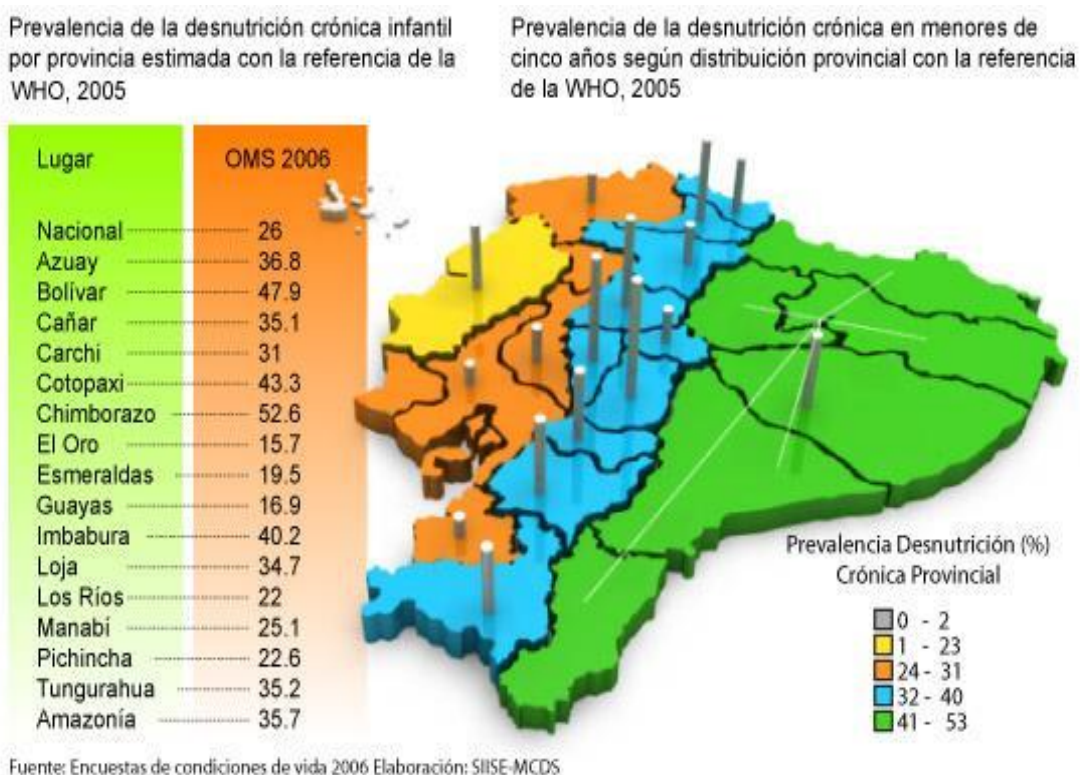 Prevalencia de la desnutrición crónica infantil
por provincia estimada con la referencia de la
WHO, 2005
Prevalencia de la desnutrición crónica en menores de
cinco años según distribuición provincial con la referencia
de la WHO, 2005
Lugar OMS 2006
Nacional 26
Azuay 36.8
Bolívar 47.9
Cañar 35.1
Carchi 31
Cotopaxi 43.3
Chimborazo 52.6
El Oro 15.7
Esmeraldas 19.5
Guayas 16.9
Imbabura 40.2
Loja 34.7
Los Ríos 22
Manabí 25.1
Pichincha 22.6
Tungurahua 35.2
Amazonía 35.7
Prevalencia Desnutrición (%)
Crónica Provincial
0 - 2
1 - 23
24 - 31
32 - 40
41 - 53
Fuente: Encuestas de condiciones de vida 2006 Elaboración: SIISE-MCDS